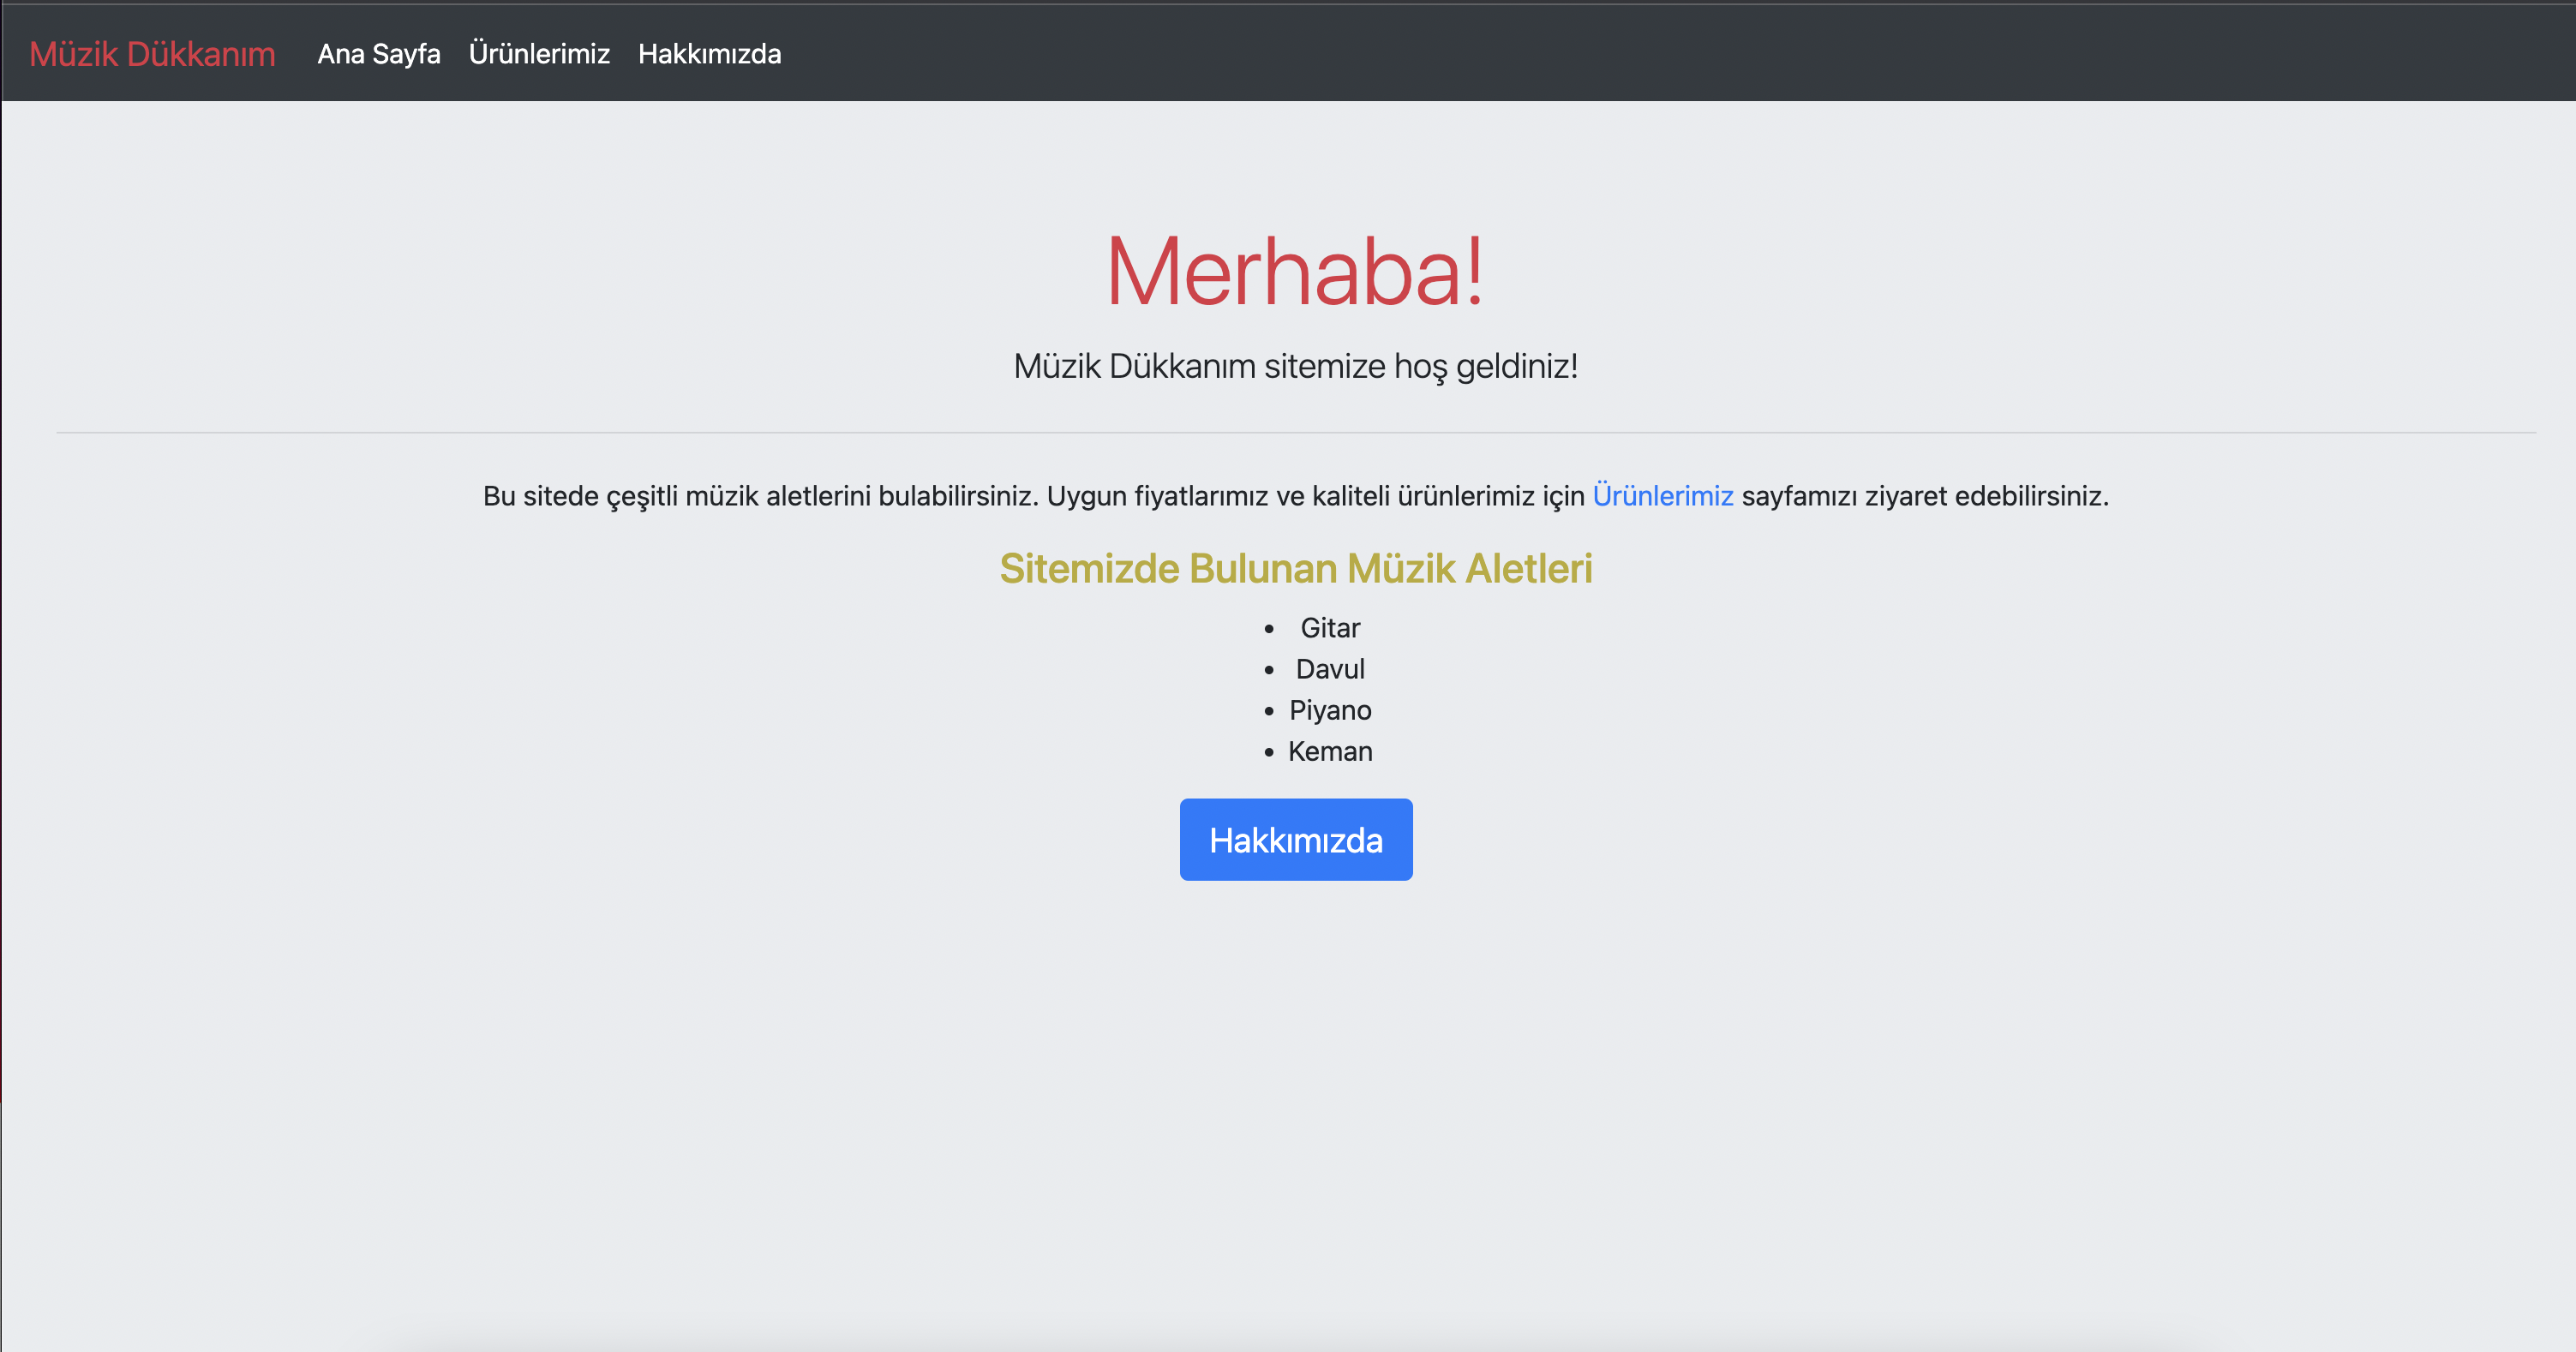 Müzik Dükkanım Ana Sayfa Ürünlerimiz Hakkımızda
Merhaba!
Müzik Dükkanım sitemize hoş geldiniz!
Bu sitede çeşitli müzik aletlerini bulabilirsiniz. Uygun fiyatlarımız ve kaliteli ürünlerimiz için Ürünlerimiz sayfamızı ziyaret edebilirsiniz.
Sitemizde Bulunan Müzik Aletleri
• Gitar
• Davul
• Piyano
• Keman
Hakkımızda